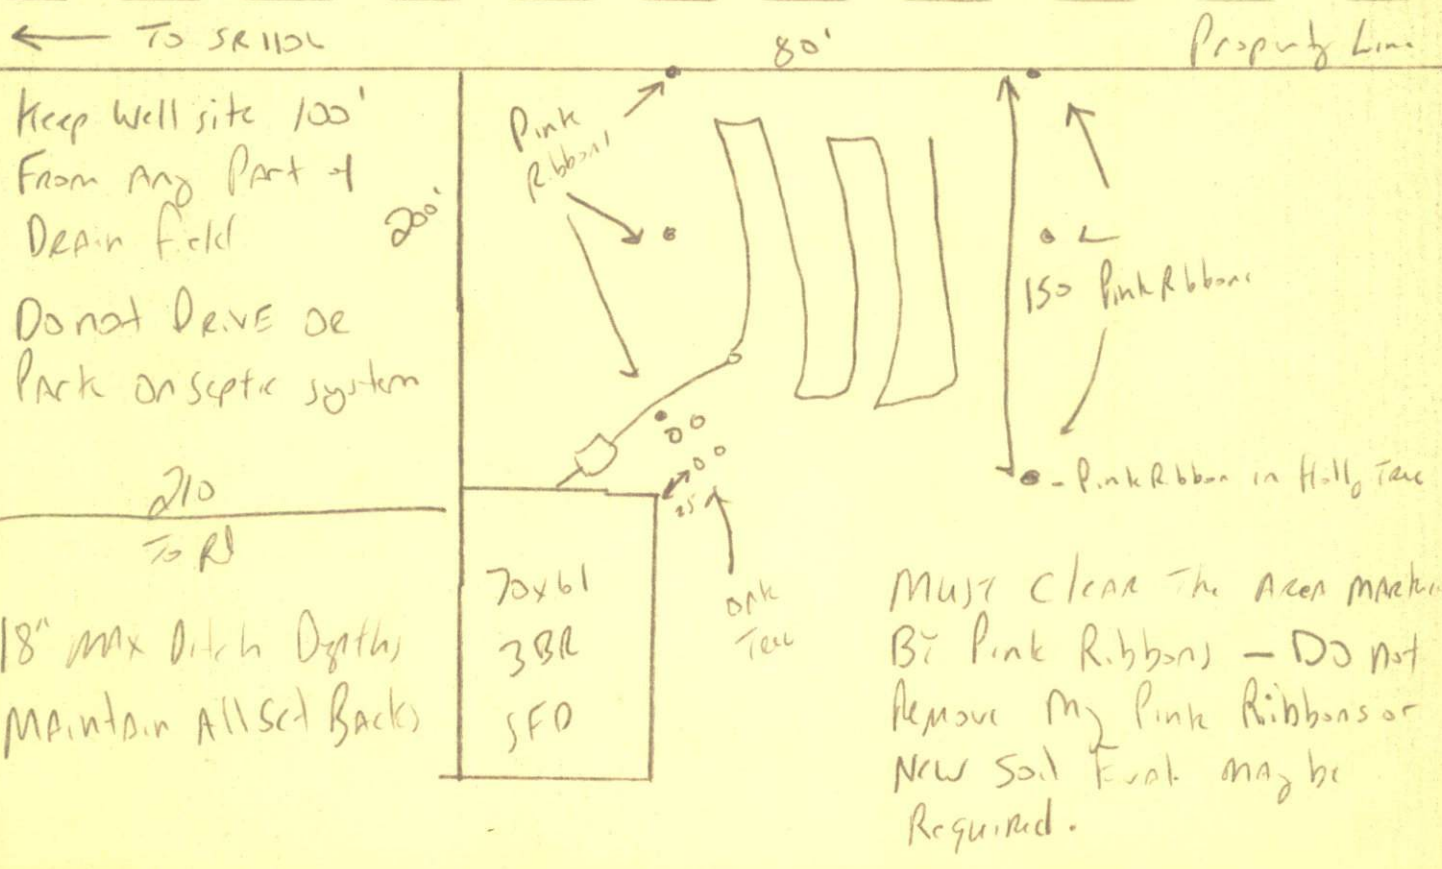 ← To SR 1102
80'
Property Line
Keep Well site 100'
From Any Part of
Drain field
200'
Do not Drive or
Park on septic system
Pink
Ribbons
150 Pink Ribbons
- Pink Ribbon in Holly Tree
210
To Rd
25'
Oak
Tree
18" max Ditch Depths
Maintain All Set Backs
70x61
3BR
SFD
Must Clear The Area Marked
By Pink Ribbons - Do not
Remove My Pink Ribbons or
New Soil Eval. may be
Required.